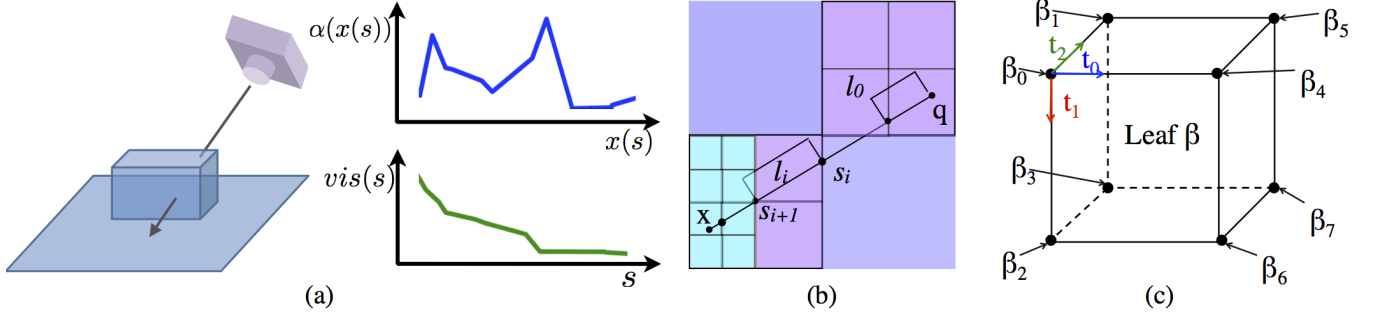 α(x(s))
x(s)
vis(s)
s
(a)
l₀
q
lᵢ
sᵢ
x
sᵢ₊₁
(b)
β₁
β₅
t₂
t₀
β₀
β₄
t₁
Leaf β
β₃
β₇
β₂
β₆
(c)